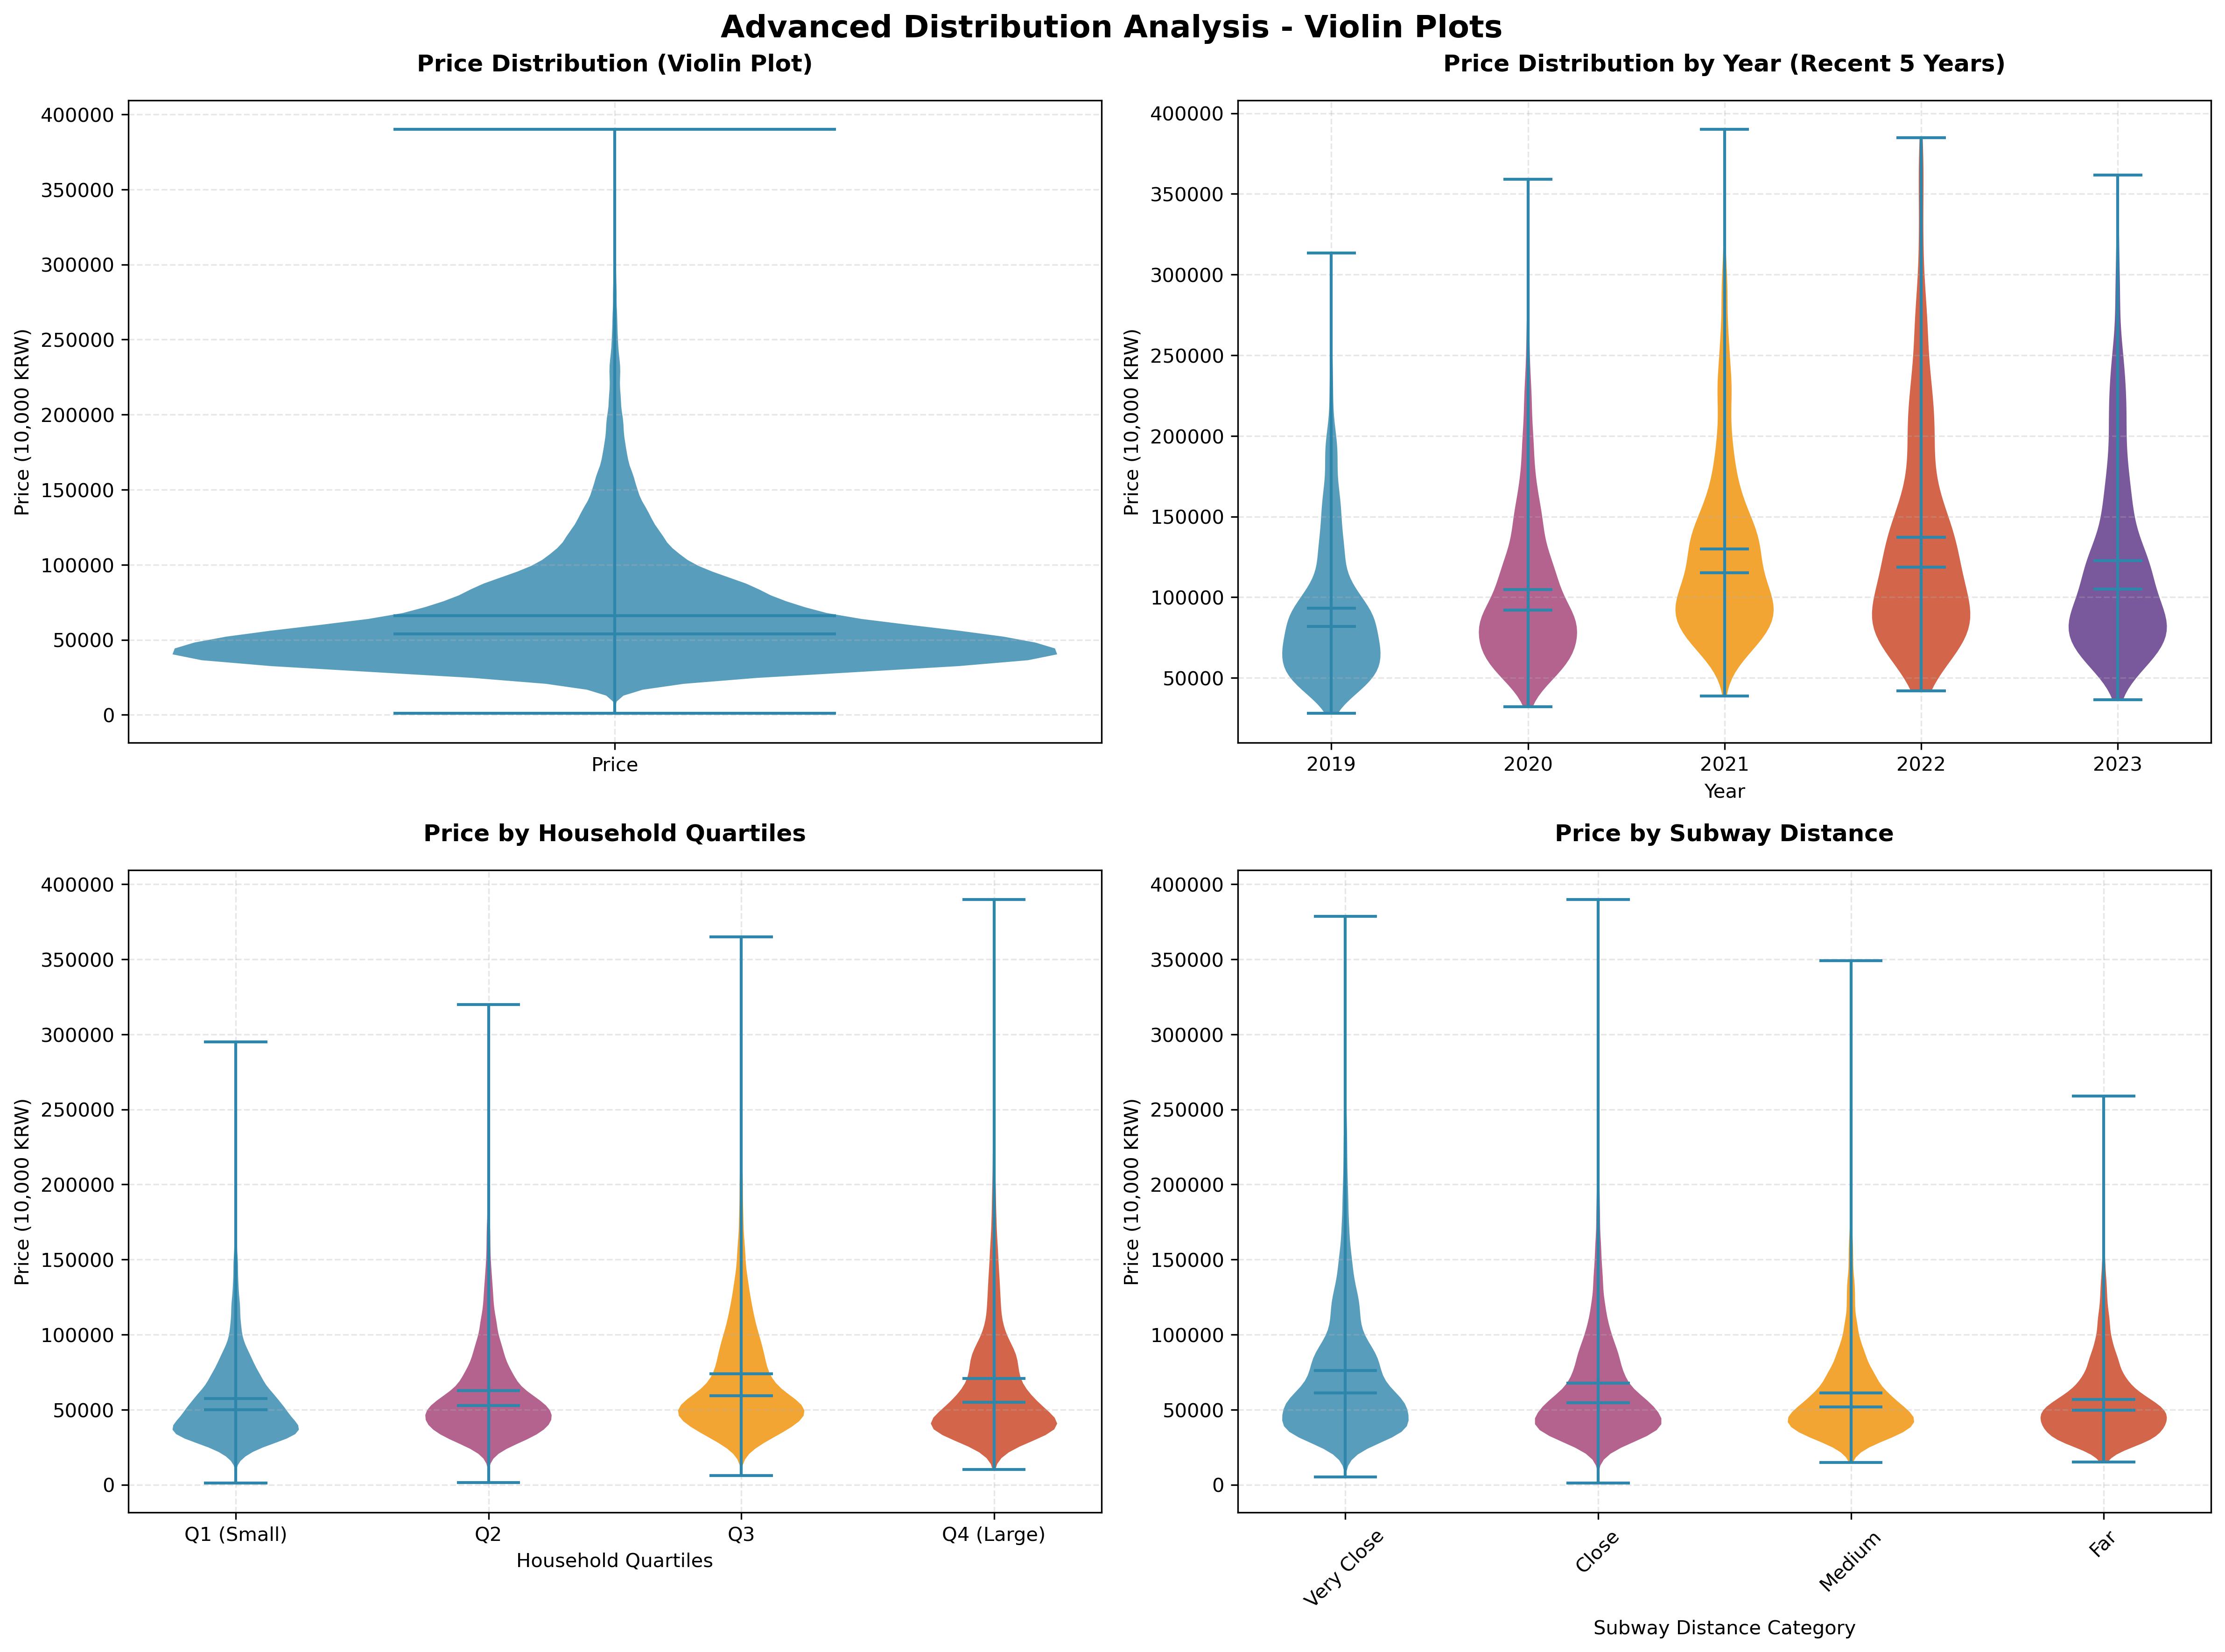 Advanced Distribution Analysis - Violin Plots
Price Distribution (Violin Plot)
400000
350000
300000
250000
200000
150000
100000
50000
0
Price (10,000 KRW)
Price
Price Distribution by Year (Recent 5 Years)
400000
350000
300000
250000
200000
150000
100000
50000
Price (10,000 KRW)
2019 2020 2021 2022 2023
Year
Price by Household Quartiles
400000
350000
300000
250000
200000
150000
100000
50000
0
Price (10,000 KRW)
Q1 (Small) Q2 Q3 Q4 (Large)
Household Quartiles
Price by Subway Distance
400000
350000
300000
250000
200000
150000
100000
50000
0
Price (10,000 KRW)
Very Close Close Medium Far
Subway Distance Category